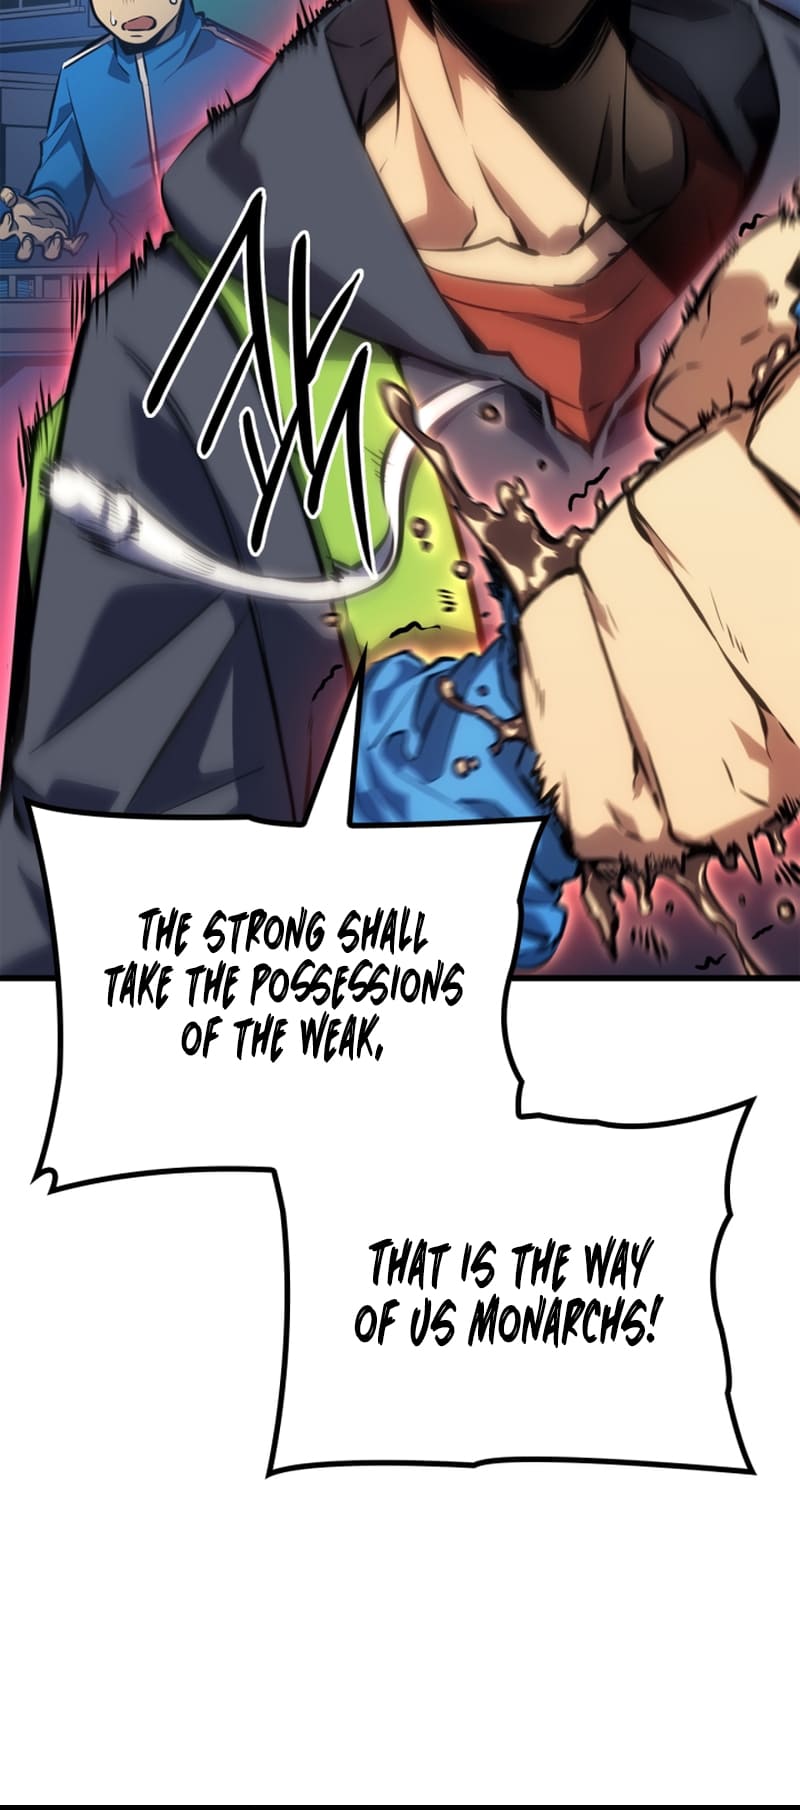 THE STRONG SHALL
TAKE THE POSSESSIONS
OF THE WEAK,
THAT IS THE WAY
OF US MONARCHS!